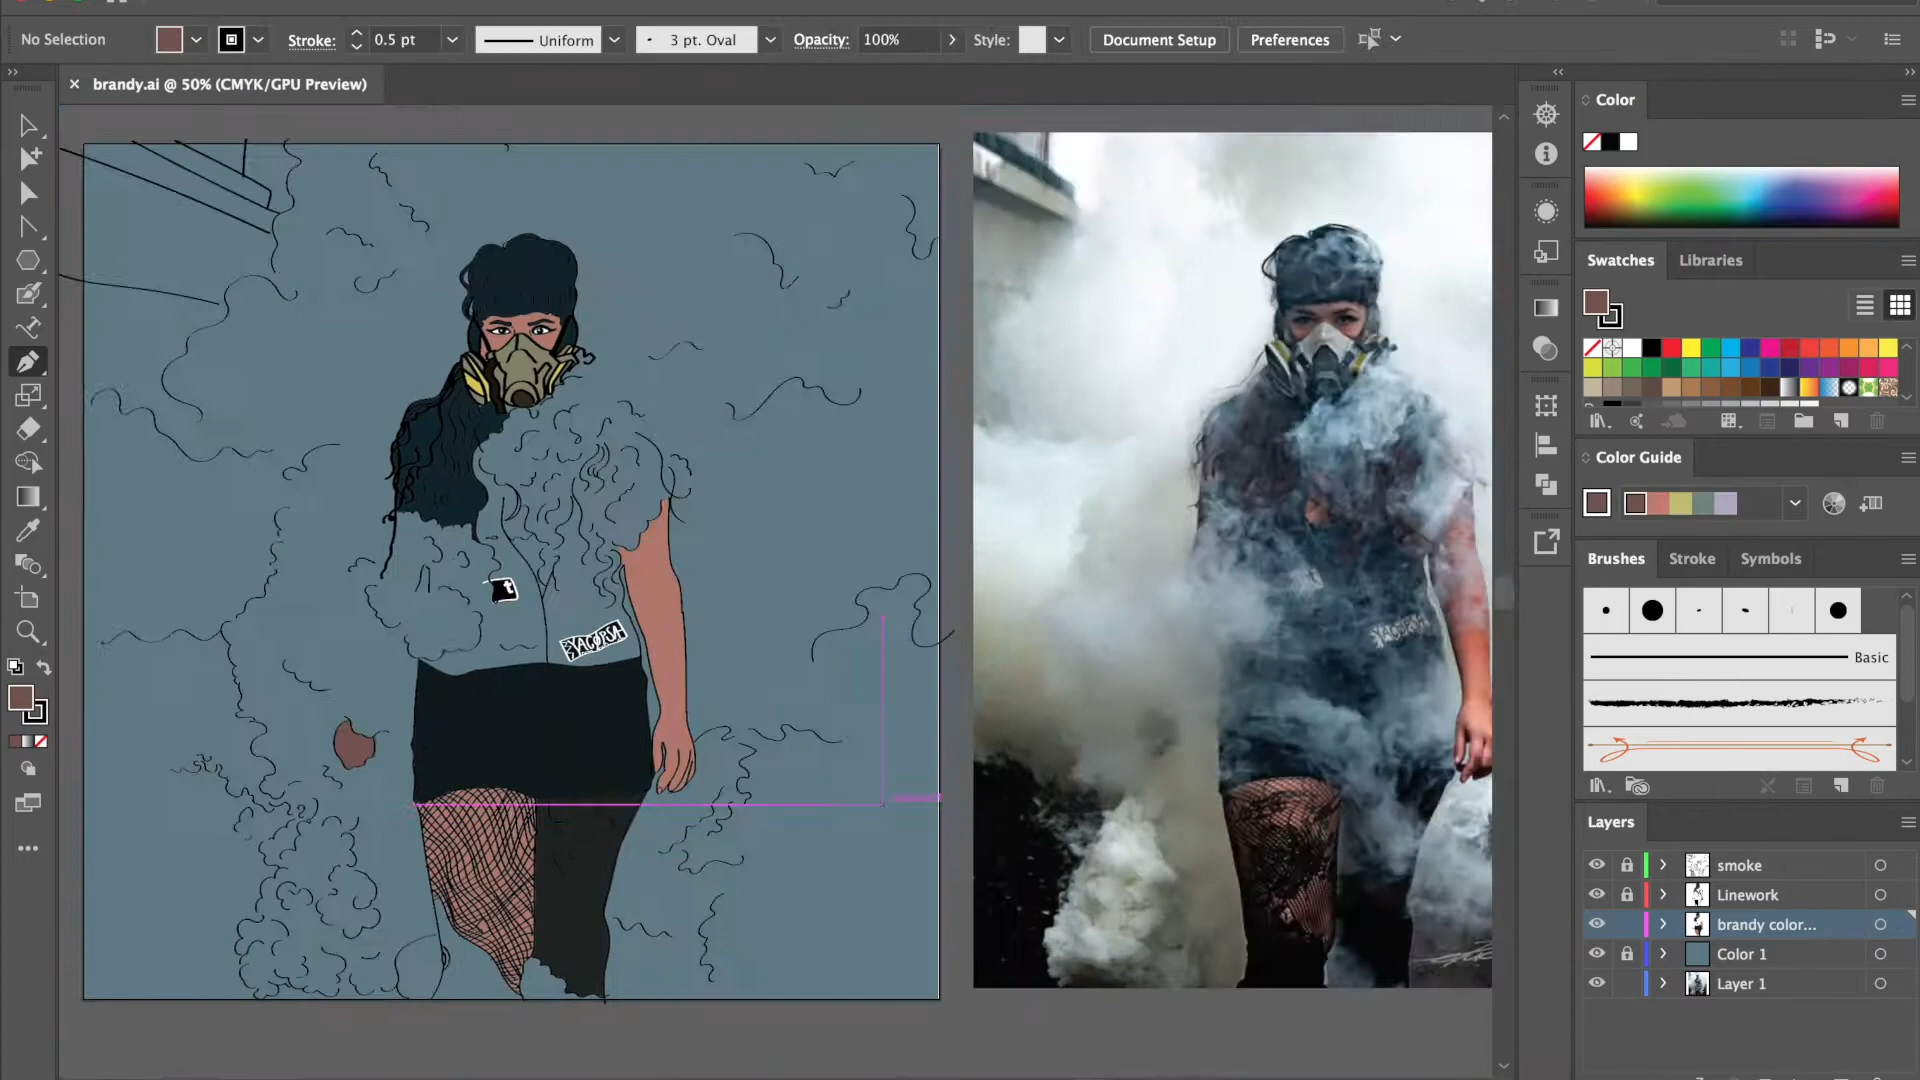 No Selection
Stroke:
0.5 pt
Uniform
3 pt. Oval
Opacity:
100%
Style:
Document Setup
Preferences
brandy.ai @ 50% (CMYK/GPU Preview)
Color
Swatches
Libraries
Color Guide
Brushes
Stroke
Symbols
Basic
Layers
smoke
Linework
brandy color...
Color 1
Layer 1
t